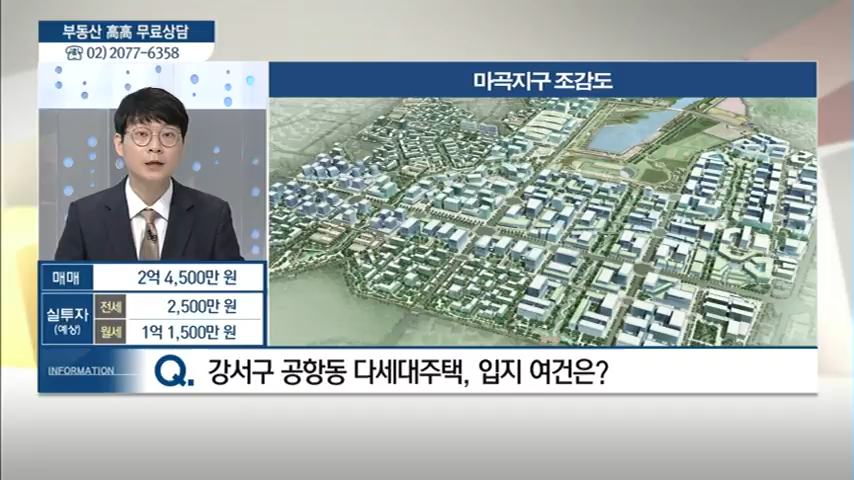 부동산 高高 무료상담
☎ 02) 2077-6358
마곡지구 조감도
매매 2억 4,500만 원
실투자 (예상)
전세 2,500만 원
월세 1억 1,500만 원
INFORMATION
Q. 강서구 공항동 다세대주택, 입지 여건은?